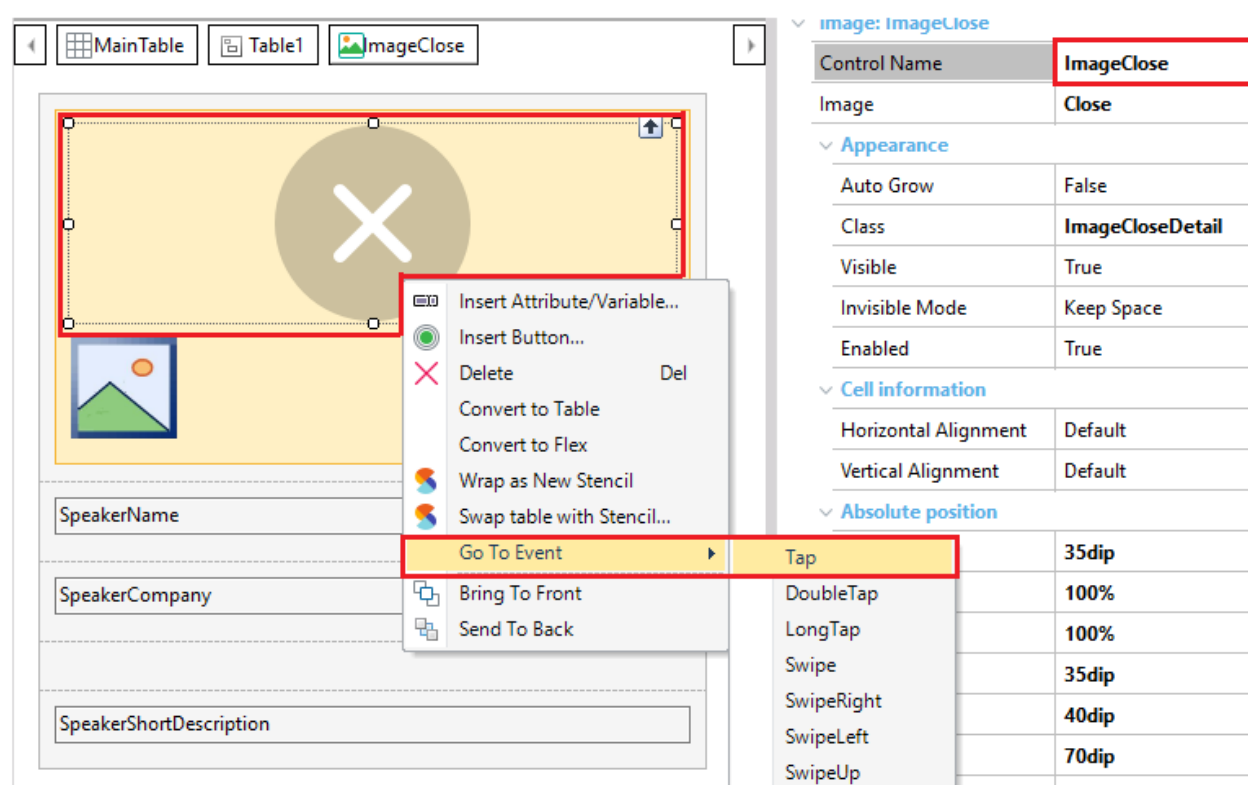 MainTable
Table1
ImageClose
Insert Attribute/Variable...
Insert Button...
Delete Del
Convert to Table
Convert to Flex
Wrap as New Stencil
Swap table with Stencil...
Go To Event
Bring To Front
Send To Back
Tap
DoubleTap
LongTap
Swipe
SwipeRight
SwipeLeft
SwipeUp
SpeakerName
SpeakerCompany
SpeakerShortDescription
Image: ImageClose
Control Name ImageClose
Image Close
Appearance
Auto Grow False
Class ImageCloseDetail
Visible True
Invisible Mode Keep Space
Enabled True
Cell information
Horizontal Alignment Default
Vertical Alignment Default
Absolute position
35dip
100%
100%
35dip
40dip
70dip